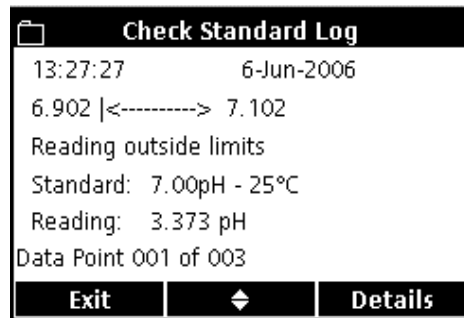 Check Standard Log
13:27:27 6-Jun-2006
6.902 |<----------> 7.102
Reading outside limits
Standard: 7.00pH - 25°C
Reading: 3.373 pH
Data Point 001 of 003
Exit Details